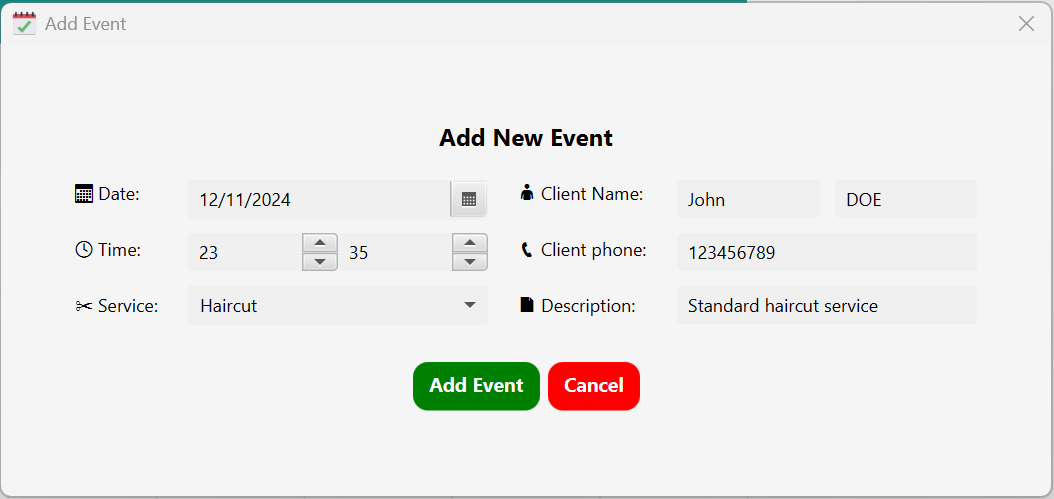 Add Event
Add New Event
Date: 12/11/2024 Client Name: John DOE
Time: 23 35 Client phone: 123456789
Service: Haircut Description: Standard haircut service
Add Event Cancel